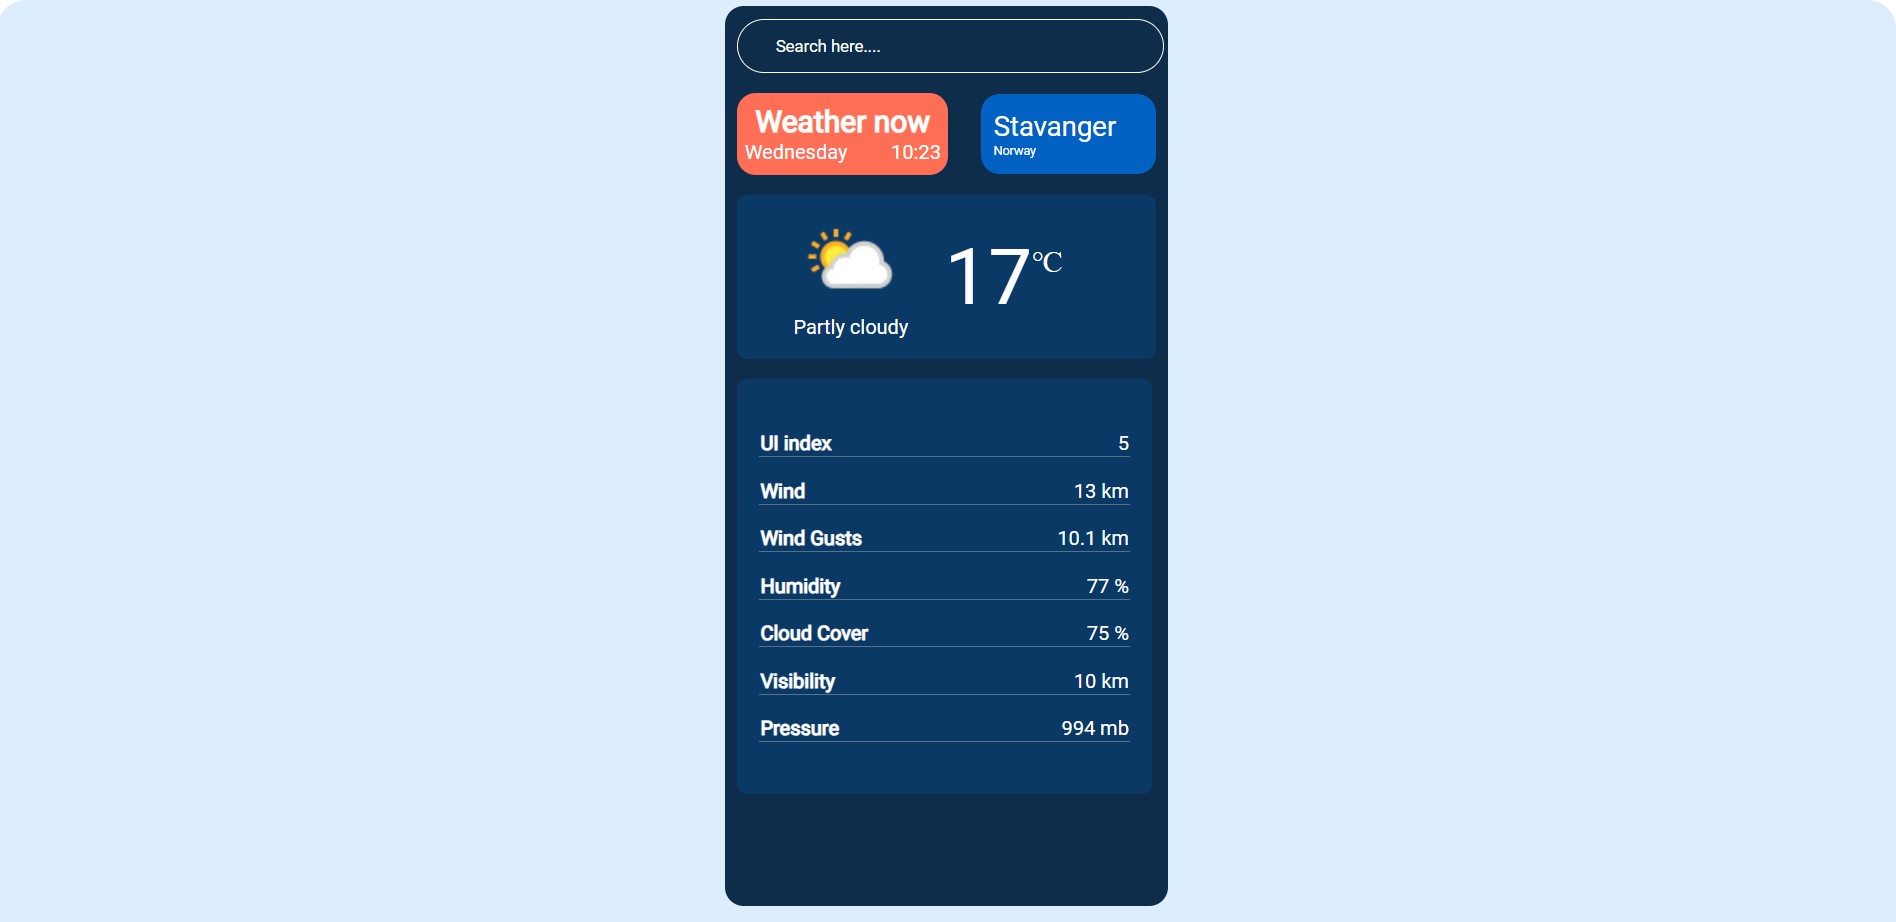 Search here....
Weather now
Wednesday 10:23
Stavanger
Norway
17°C
Partly cloudy
UI index 5
Wind 13 km
Wind Gusts 10.1 km
Humidity 77 %
Cloud Cover 75 %
Visibility 10 km
Pressure 994 mb